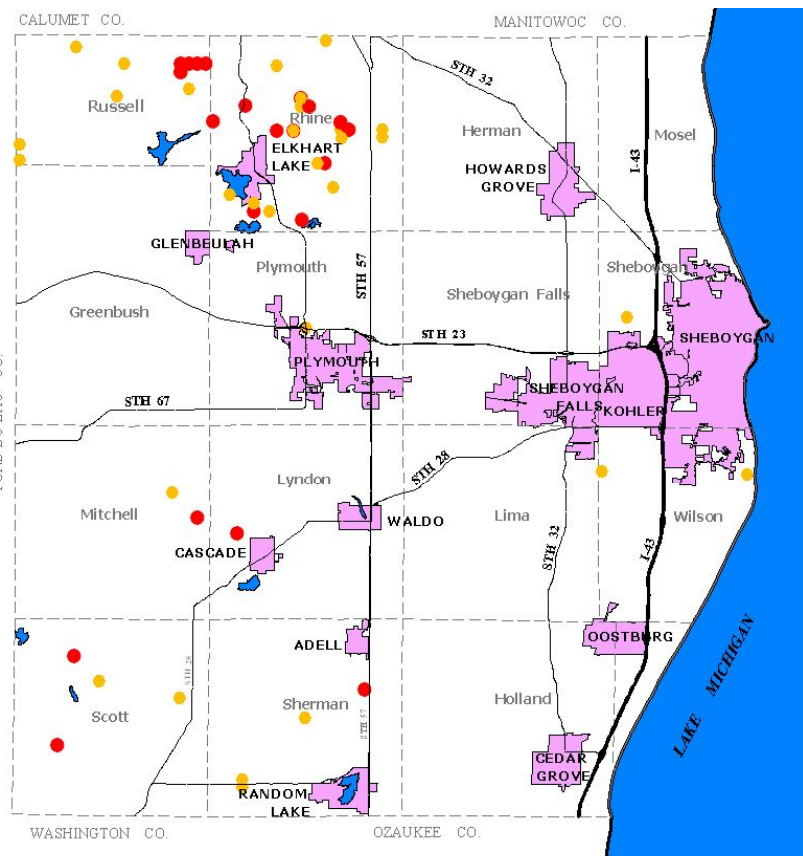 CALUMET CO.
MANITOWOC CO.
STH 32
Russell
Rhine
Herman
Mosel
ELKHART
LAKE
HOWARDS
GROVE
I-43
GLENBEULAH
Plymouth
STH 57
Sheboygan Falls
Sheboygan
Greenbush
STH 23
SHEBOYGAN
PLYMOUTH
SHEBOYGAN
FALLS
KOHLER
STH 67
STH 28
Lyndon
Mitchell
Lima
Wilson
WALDO
CASCADE
STH 32
I-43
ADELL
OOSTBURG
LAKE MICHIGAN
STH 28
Scott
Sherman
STH 57
Holland
CEDAR
GROVE
RANDOM
LAKE
WASHINGTON CO.
OZAUKEE CO.